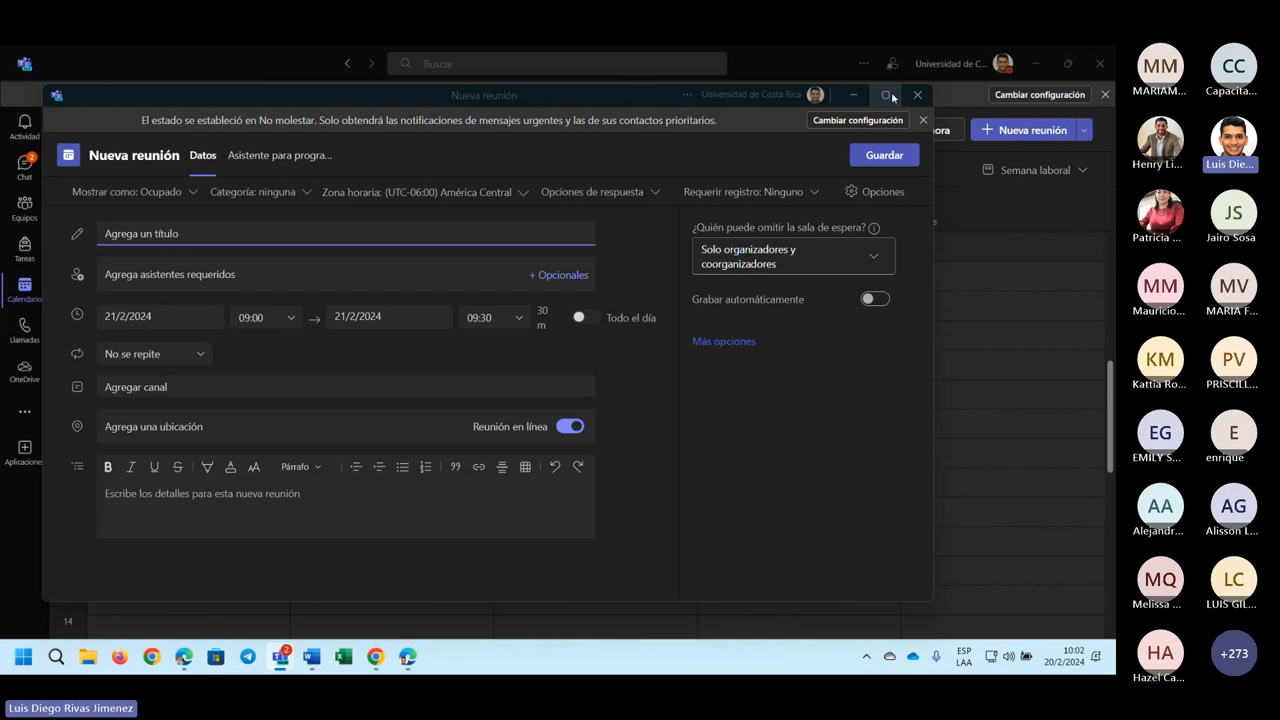 Buscar
Universidad de C...
Nueva reunión
Universidad de Costa Rica
Cambiar configuración
El estado se estableció en No molestar. Solo obtendrá las notificaciones de mensajes urgentes y las de sus contactos prioritarios.
Cambiar configuración
Actividad
2
Chat
Equipos
Tareas
Calendario
Llamadas
OneDrive
Aplicacione
Nueva reunión
Datos
Asistente para progra...
Guardar
hora
Nueva reunión
Semana laboral
Mostrar como: Ocupado
Categoría: ninguna
Zona horaria: (UTC-06:00) América Central
Opciones de respuesta
Requerir registro: Ninguno
Opciones
Agrega un título
Agrega asistentes requeridos
+ Opcionales
21/2/2024
09:00
21/2/2024
09:30
30
m
Todo el día
No se repite
Agregar canal
Agrega una ubicación
Reunión en línea
Párrafo
Escribe los detalles para esta nueva reunión
¿Quién puede omitir la sala de espera?
Solo organizadores y
coorganizadores
Grabar automáticamente
Más opciones
14
2
ESP
LAA
10:02
20/2/2024
MM
MARIAM...
CC
Capacita...
Henry Li...
Luis Die...
Patricia ...
JS
Jairo Sosa
MM
Mauricio...
MV
MARIA F...
KM
Kattia Ro...
PV
PRISCILL...
EG
EMILY S...
E
enrique
AA
Alejandr...
AG
Alisson L...
MQ
Melissa ...
LC
LUIS GIL...
HA
Hazel Ca...
+273
Luis Diego Rivas Jimenez